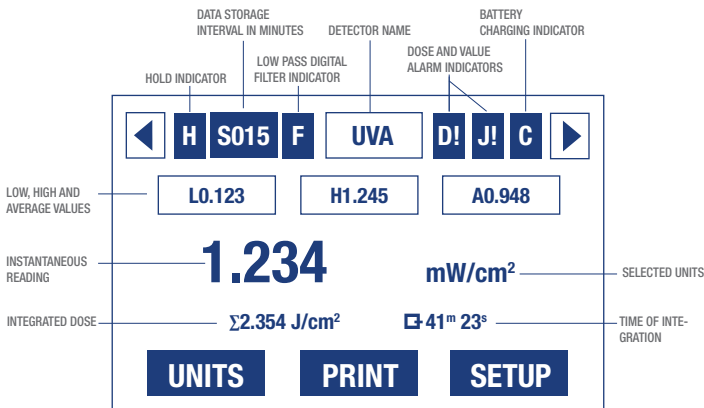 DATA STORAGE
INTERVAL IN MINUTES
DETECTOR NAME
BATTERY
CHARGING INDICATOR
DOSE AND VALUE
ALARM INDICATORS
LOW PASS DIGITAL
FILTER INDICATOR
HOLD INDICATOR
H S015 F UVA D! J! C
LOW, HIGH AND
AVERAGE VALUES
L0.123 H1.245 A0.948
INSTANTANEOUS
READING
1.234 mW/cm²
SELECTED UNITS
INTEGRATED DOSE
Σ2.354 J/cm² 41ᵐ 23ˢ
TIME OF INTE-
GRATION
UNITS PRINT SETUP